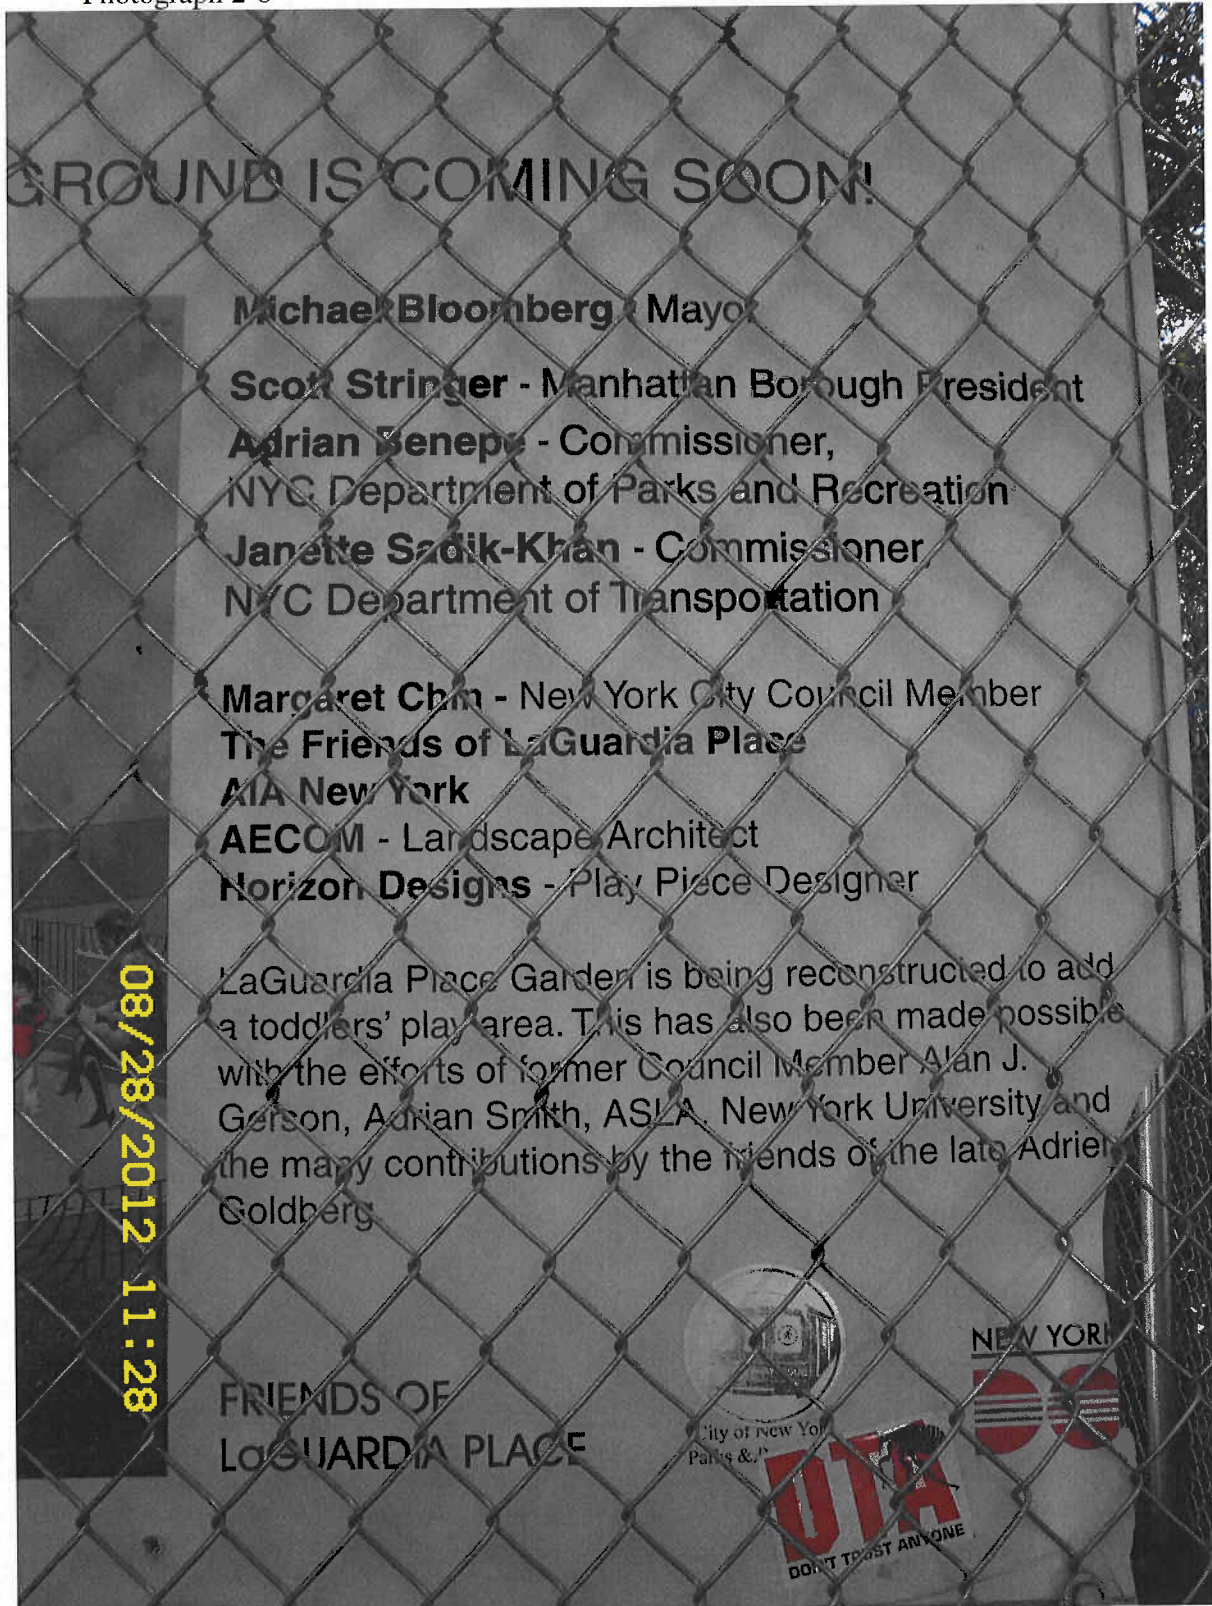 GROUND IS COMING SOON!
Michael Bloomberg, Mayor
Scott Stringer - Manhattan Borough President
Adrian Benepe - Commissioner,
NYC Department of Parks and Recreation
Janette Sadik-Khan - Commissioner,
NYC Department of Transportation
Margaret Chin - New York City Council Member
The Friends of LaGuardia Place
AIA New York
AECOM - Landscape Architect
Horizon Designs - Play Piece Designer
LaGuardia Place Garden is being reconstructed to add
a toddlers' play area. This has also been made possible
with the efforts of former Council Member Alan J.
Gerson, Adrian Smith, ASLA, New York University and
the many contributions by the friends of the late Adriel
Goldberg.
FRIENDS OF
LaGUARDIA PLACE
City of New Yo
Parks &
NEW YORK
DTA
DON'T TRUST ANYONE
08/28/2012 11:28